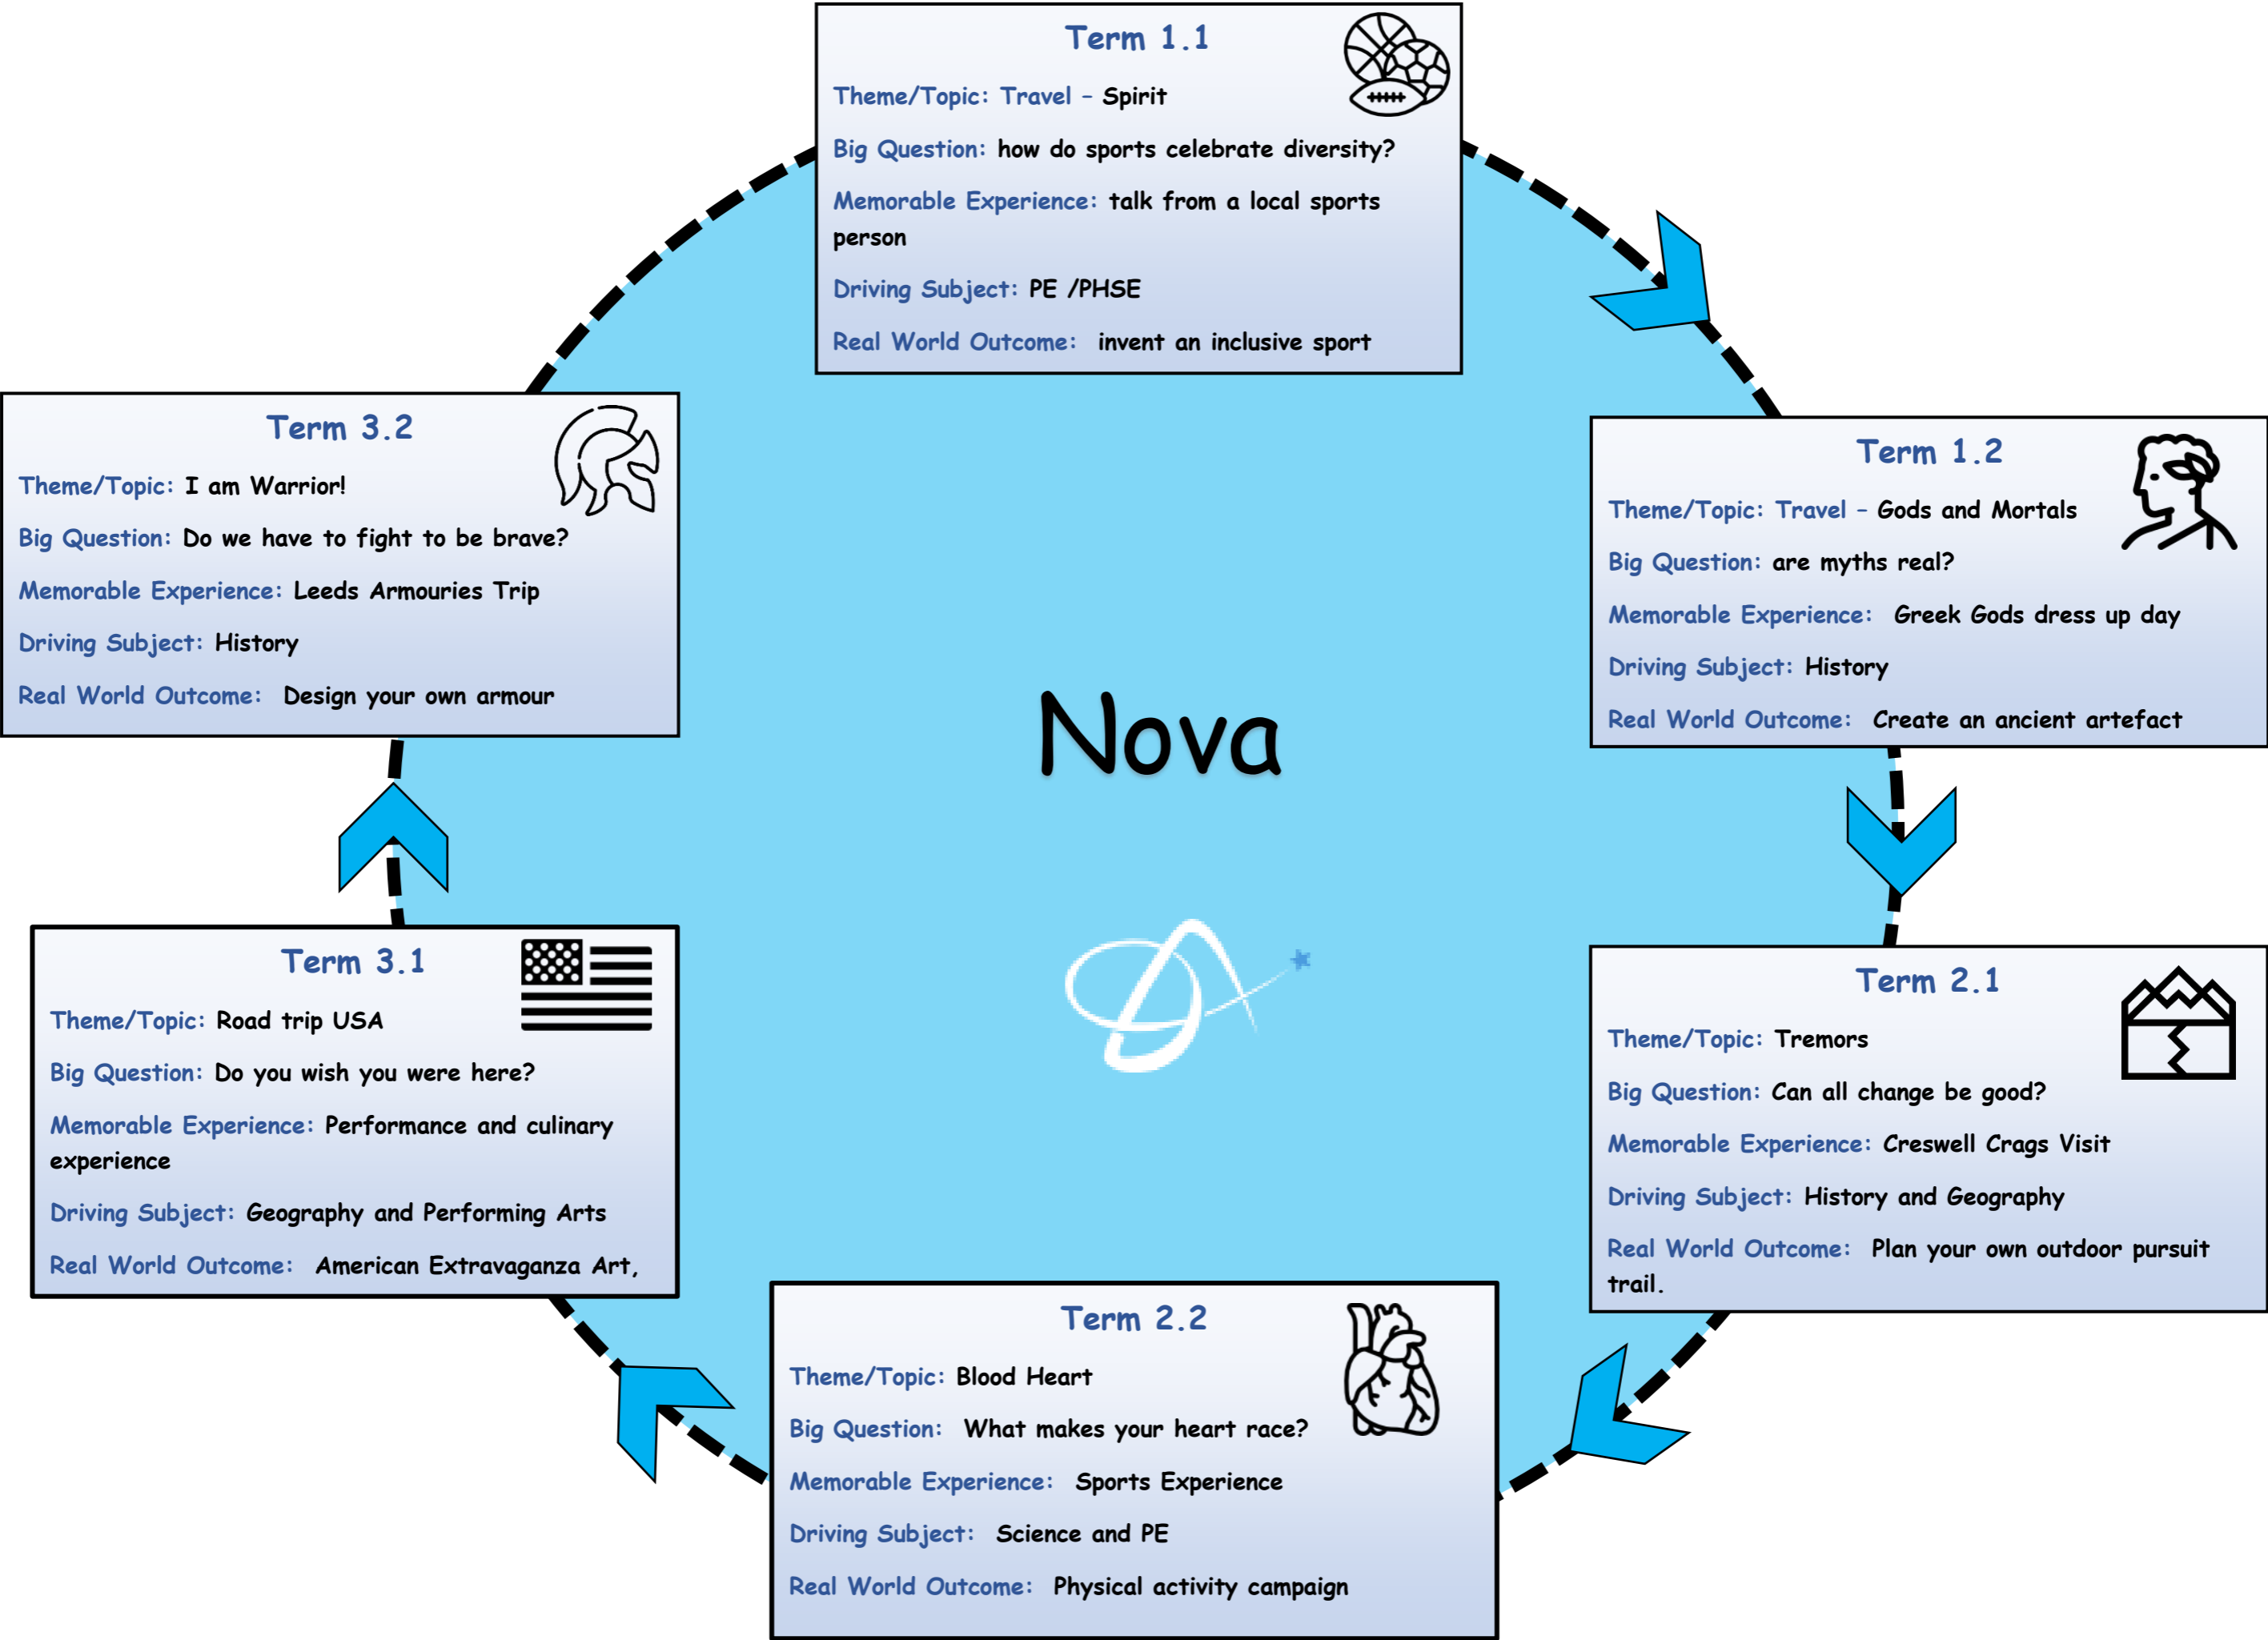 Term 1.1
Theme/Topic: Travel – Spirit
Big Question: how do sports celebrate diversity?
Memorable Experience: talk from a local sports
person
Driving Subject: PE /PHSE
Real World Outcome: invent an inclusive sport
Term 1.2
Theme/Topic: Travel – Gods and Mortals
Big Question: are myths real?
Memorable Experience: Greek Gods dress up day
Driving Subject: History
Real World Outcome: Create an ancient artefact
Term 2.1
Theme/Topic: Tremors
Big Question: Can all change be good?
Memorable Experience: Creswell Crags Visit
Driving Subject: History and Geography
Real World Outcome: Plan your own outdoor pursuit
trail.
Term 2.2
Theme/Topic: Blood Heart
Big Question: What makes your heart race?
Memorable Experience: Sports Experience
Driving Subject: Science and PE
Real World Outcome: Physical activity campaign
Term 3.1
Theme/Topic: Road trip USA
Big Question: Do you wish you were here?
Memorable Experience: Performance and culinary
experience
Driving Subject: Geography and Performing Arts
Real World Outcome: American Extravaganza Art,
Term 3.2
Theme/Topic: I am Warrior!
Big Question: Do we have to fight to be brave?
Memorable Experience: Leeds Armouries Trip
Driving Subject: History
Real World Outcome: Design your own armour
Nova